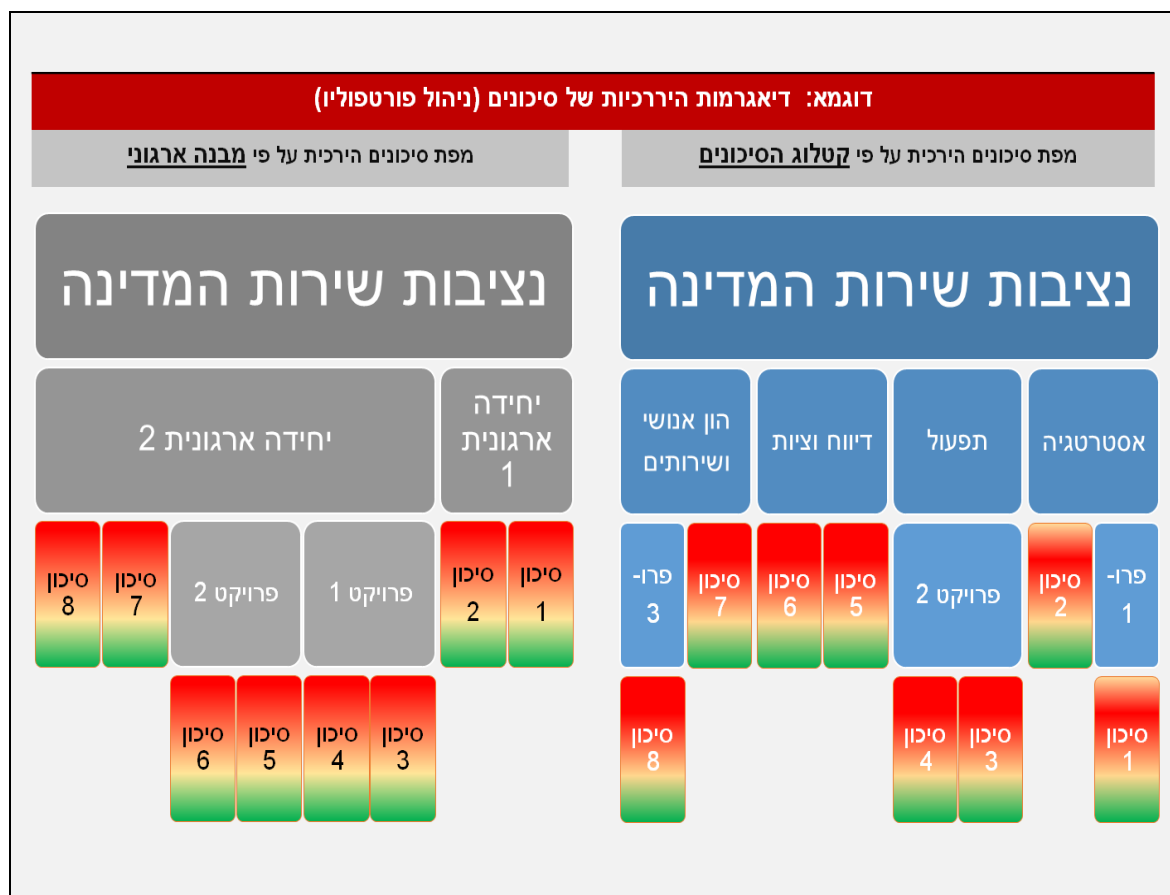 דוגמא: דיאגרמות היררכיות של סיכונים (ניהול פורטפוליו)
מפת סיכונים הירכית על פי קטלוג הסיכונים
נציבות שירות המדינה
אסטרטגיה
תפעול
דיווח וציות
הון אנושי
ושירותים
פרו-
1
סיכון
2
פרויקט 2
סיכון
5
סיכון
6
סיכון
7
פרו-
3
סיכון
1
סיכון
3
סיכון
4
סיכון
8
מפת סיכונים הירכית על פי מבנה ארגוני
נציבות שירות המדינה
יחידה
ארגונית
1
יחידה ארגונית 2
סיכון
1
סיכון
2
פרויקט 1
פרויקט 2
סיכון
7
סיכון
8
סיכון
3
סיכון
4
סיכון
5
סיכון
6